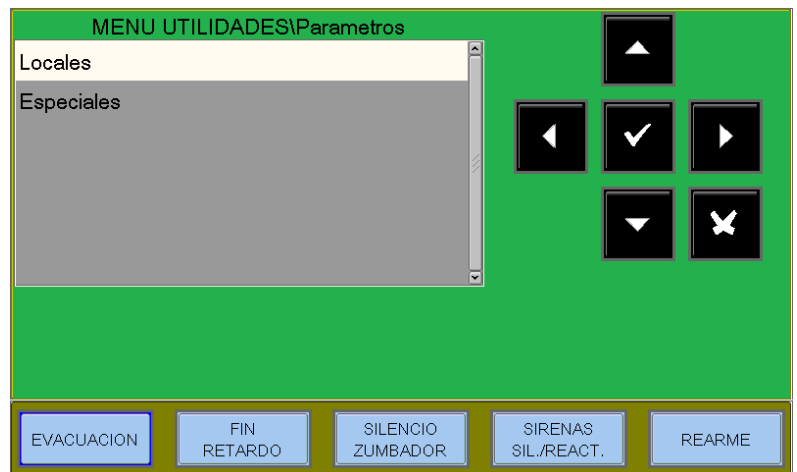 MENU UTILIDADES\Parametros
Locales
Especiales
EVACUACION
FIN
RETARDO
SILENCIO
ZUMBADOR
SIRENAS
SIL./REACT.
REARME